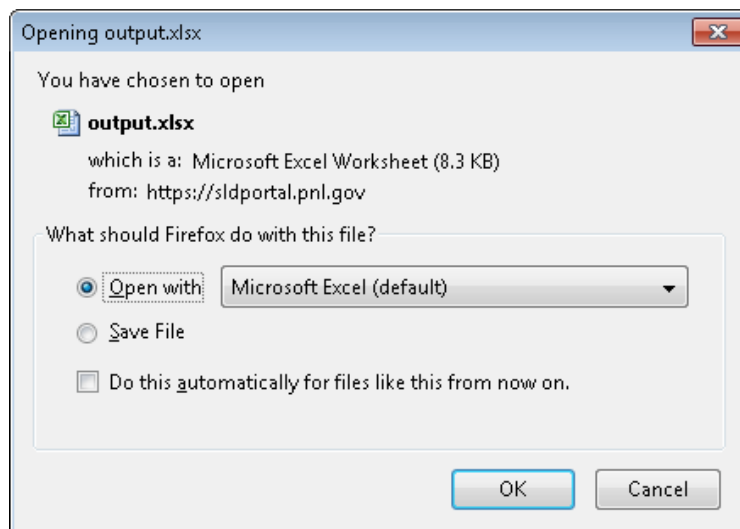 Opening output.xlsx
You have chosen to open
output.xlsx
which is a: Microsoft Excel Worksheet (8.3 KB)
from: https://sldportal.pnl.gov
What should Firefox do with this file?
Open with Microsoft Excel (default)
Save File
Do this automatically for files like this from now on.
OK Cancel